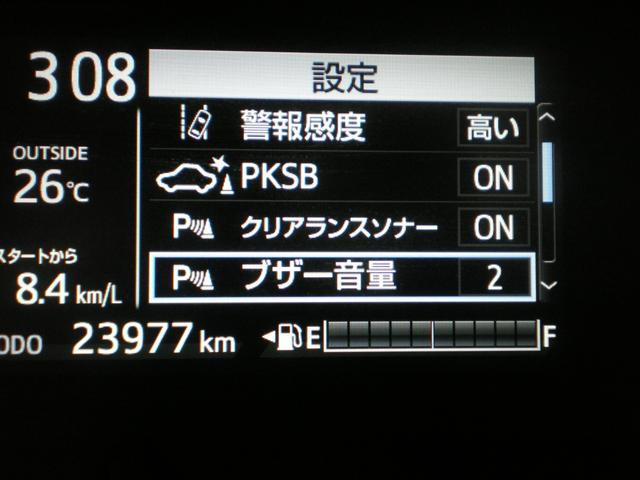 3 08
設定
警報感度 高い
OUTSIDE
26℃
PKSB ON
クリアランスソナー ON
スタートから
8.4 km/L
ブザー音量 2
ODO 23977 km
E F